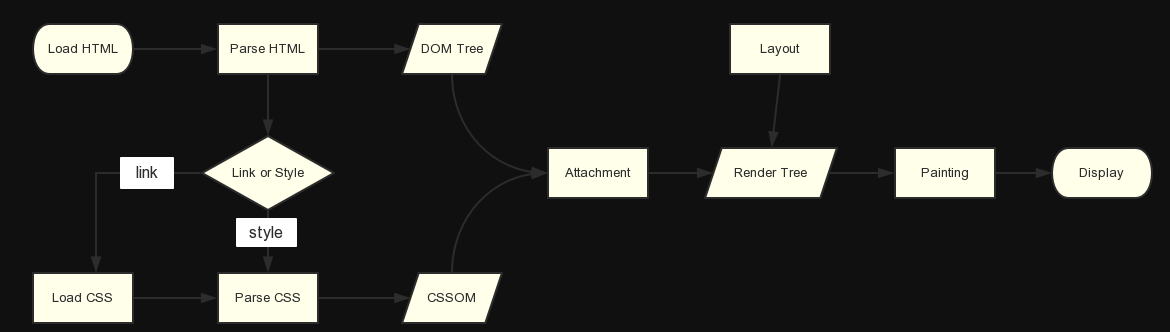 Load HTML
Parse HTML
DOM Tree
Layout
link
Link or Style
Attachment
Render Tree
Painting
Display
style
Load CSS
Parse CSS
CSSOM